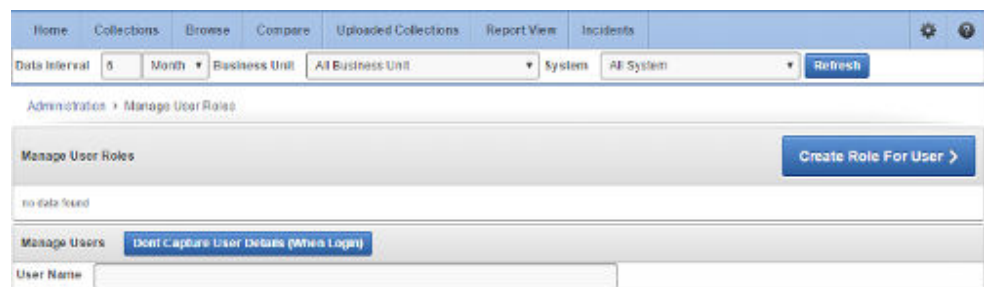 Home Collections Browse Compare Uploaded Collections Report View Incidents
Data Interval 6 Month Business Unit All Business Unit System All System Refresh
Administration › Manage User Roles
Manage User Roles Create Role For User
no data found
Manage Users Dont Capture User Details (When Login)
User Name